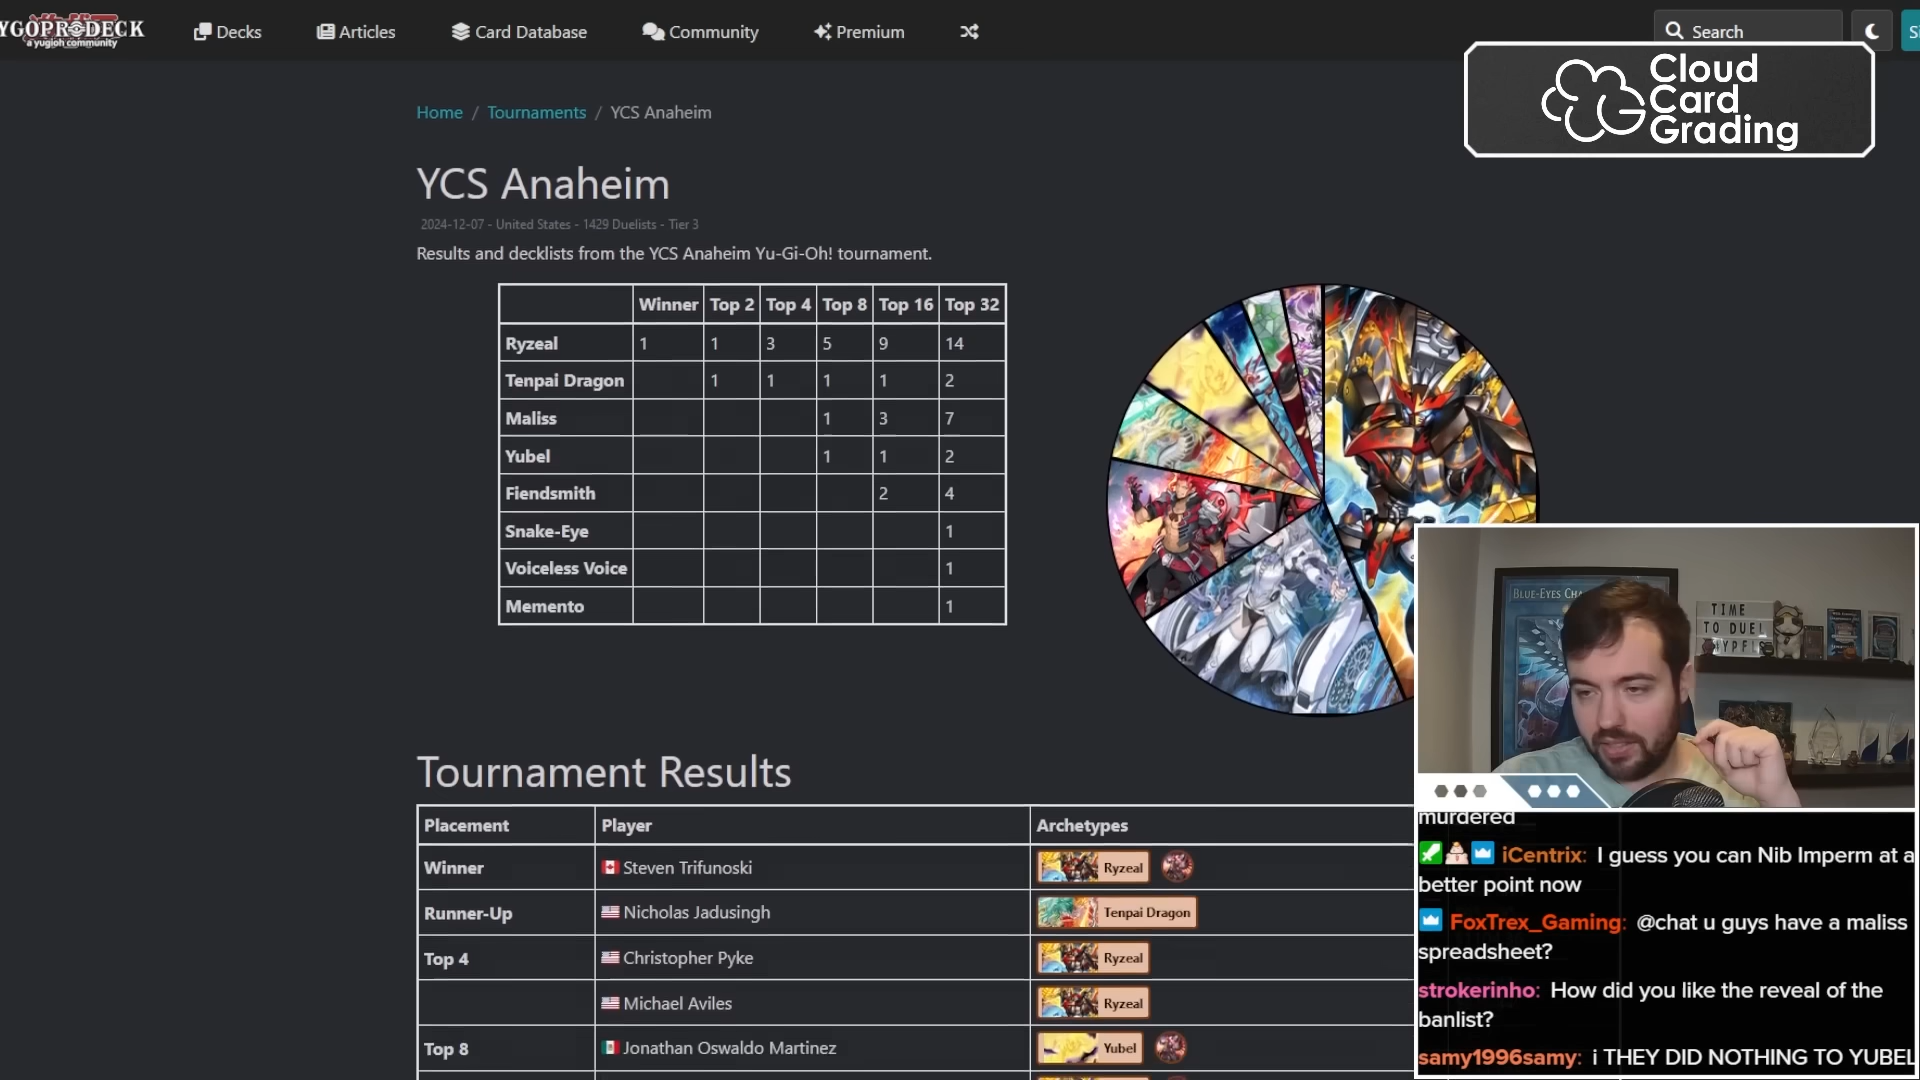 YGOPRODECK
a yugioh community
Decks
Articles
Card Database
Community
Premium
Search
Cloud
Card
Grading
Home / Tournaments / YCS Anaheim
YCS Anaheim
2024-12-07 - United States - 1429 Duelists - Tier 3
Results and decklists from the YCS Anaheim Yu-Gi-Oh! tournament.
Winner Top 2 Top 4 Top 8 Top 16 Top 32
Ryzeal 1 1 3 5 9 14
Tenpai Dragon 1 1 1 1 2
Maliss 1 3 7
Yubel 1 1 2
Fiendsmith 2 4
Snake-Eye 1
Voiceless Voice 1
Memento 1
Tournament Results
Placement Player Archetypes
Winner Steven Trifunoski Ryzeal
Runner-Up Nicholas Jadusingh Tenpai Dragon
Top 4 Christopher Pyke Ryzeal
Michael Aviles Ryzeal
Top 8 Jonathan Oswaldo Martinez Yubel
BLUE-EYES
TIME
TO DUEL
murdered
iCentrix: I guess you can Nib Imperm at a
better point now
FoxTrex_Gaming: @chat u guys have a maliss
spreadsheet?
strokerinho: How did you like the reveal of the
banlist?
samy1996samy: i THEY DID NOTHING TO YUBEL